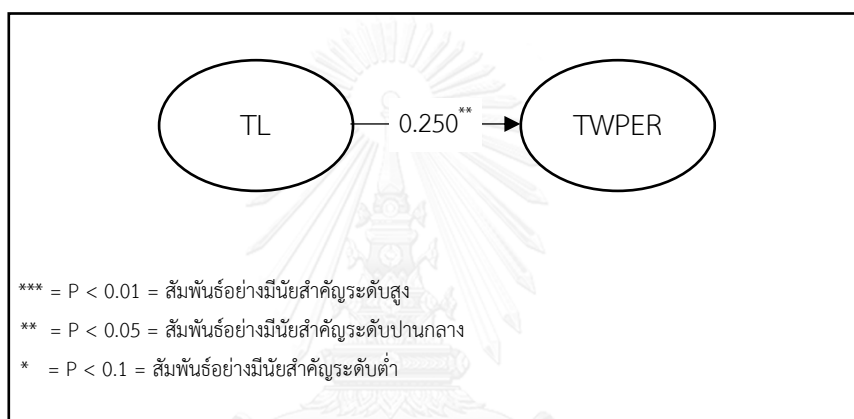 TL 0.250** TWPER
*** = P < 0.01 = สัมพันธ์อย่างมีนัยสำคัญระดับสูง
** = P < 0.05 = สัมพันธ์อย่างมีนัยสำคัญระดับปานกลาง
* = P < 0.1 = สัมพันธ์อย่างมีนัยสำคัญระดับต่ำ